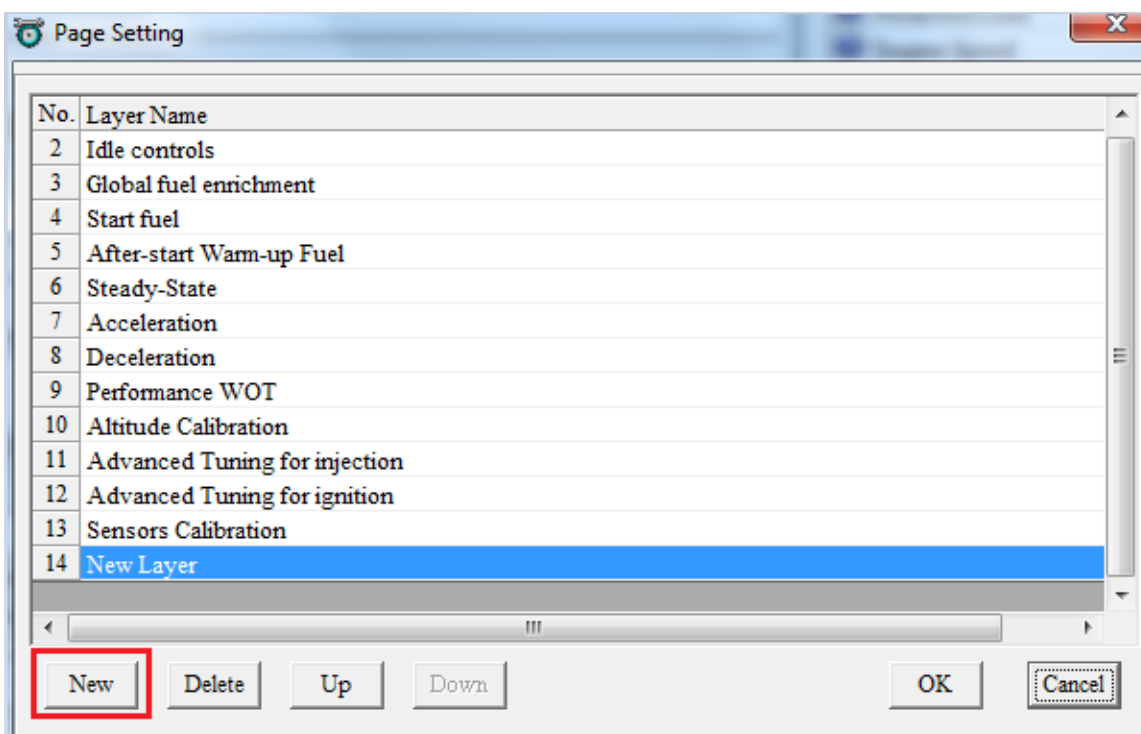 Page Setting
No. Layer Name
2 Idle controls
3 Global fuel enrichment
4 Start fuel
5 After-start Warm-up Fuel
6 Steady-State
7 Acceleration
8 Deceleration
9 Performance WOT
10 Altitude Calibration
11 Advanced Tuning for injection
12 Advanced Tuning for ignition
13 Sensors Calibration
14 New Layer
New Delete Up Down OK Cancel